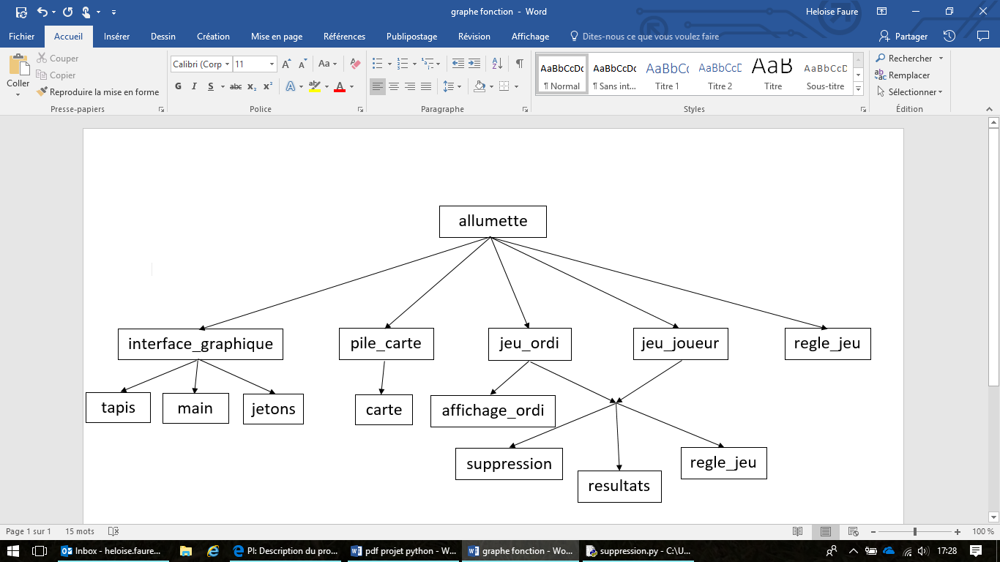 graphe fonction - Word
Heloise Faure
Fichier
Accueil
Insérer
Dessin
Création
Mise en page
Références
Publipostage
Révision
Affichage
Dites-nous ce que vous voulez faire
Partager
Coller
Couper
Copier
Reproduire la mise en forme
Presse-papiers
Calibri (Corp
11
Aa
G I S abc x₂ x²
Police
Paragraphe
AaBbCcDc
¶ Normal
AaBbCcDc
¶ Sans int...
AaBbCc
Titre 1
AaBbCcD
Titre 2
AaB
Titre
AaBbCcD
Sous-titre
Styles
Rechercher
Remplacer
Sélectionner
Édition
allumette
interface_graphique
pile_carte
jeu_ordi
jeu_joueur
regle_jeu
tapis
main
jetons
carte
affichage_ordi
suppression
resultats
regle_jeu
Page 1 sur 1
15 mots
100 %
Inbox - heloise.faure...
PI: Description du pro...
pdf projet python - W...
graphe fonction - Wo...
suppression.py - C:\U...
17:28